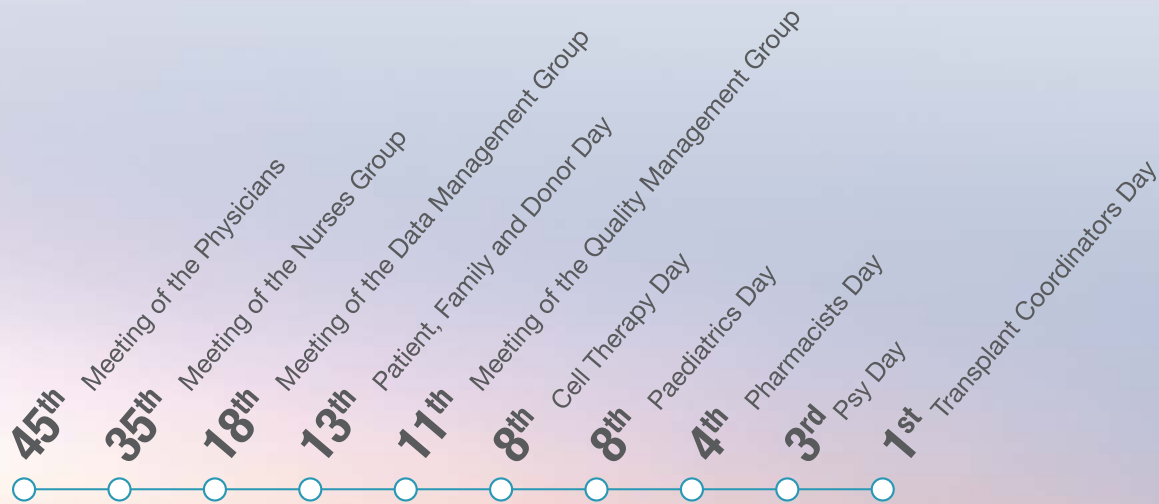 45th Meeting of the Physicians
35th Meeting of the Nurses Group
18th Meeting of the Data Management Group
13th Patient, Family and Donor Day
11th Meeting of the Quality Management Group
8th Cell Therapy Day
8th Paediatrics Day
4th Pharmacists Day
3rd Psy Day
1st Transplant Coordinators Day